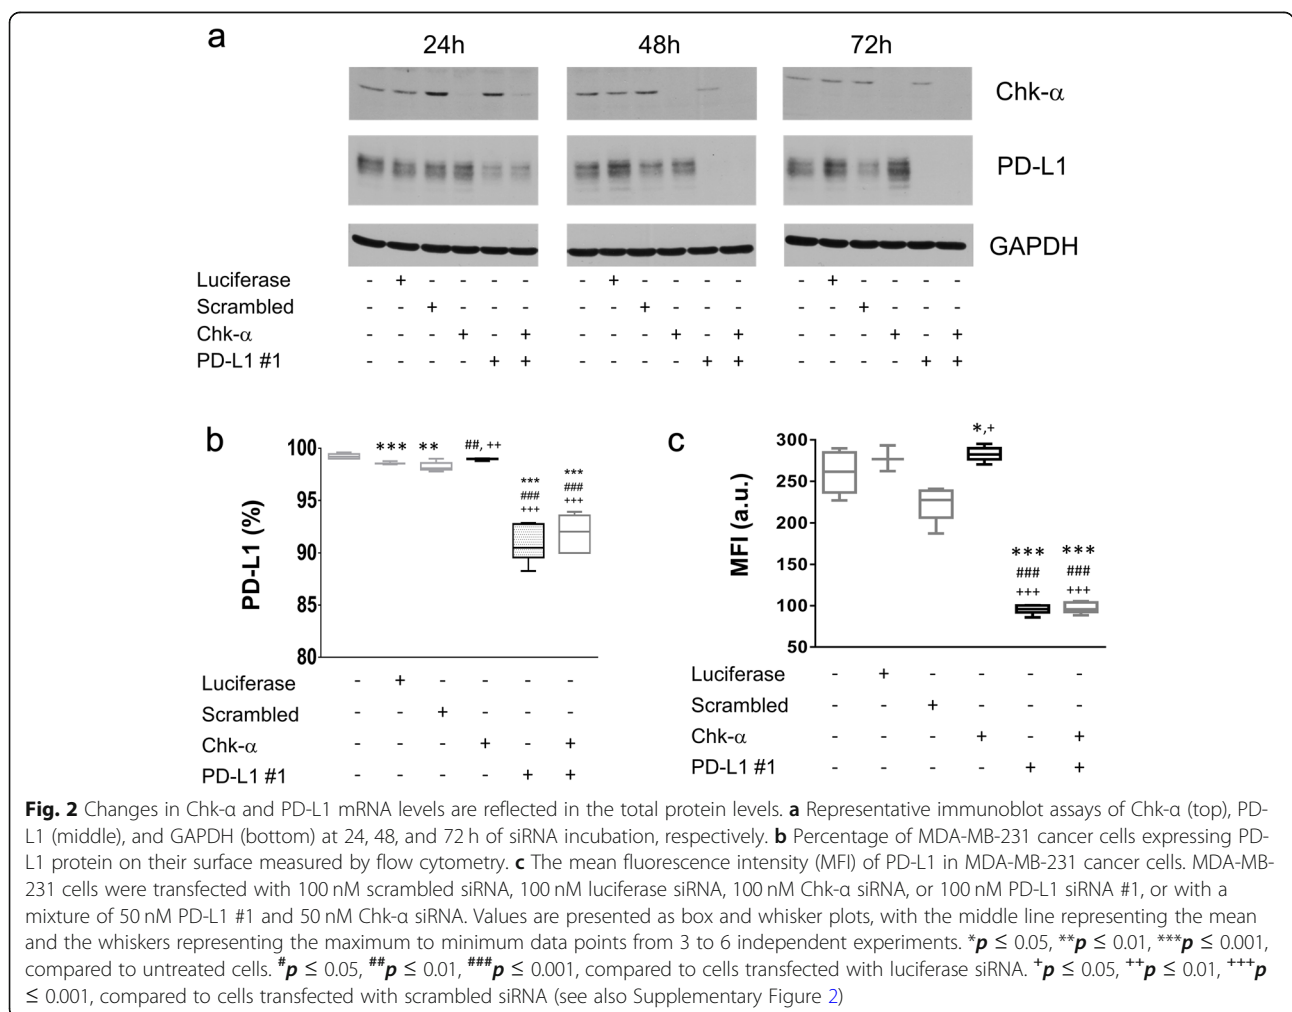 a
24h 48h 72h
Chk-α
PD-L1
GAPDH
Luciferase - + - - - - - + - - - - - + - - - -
Scrambled - - + - - - - - + - - - - - + - - -
Chk-α - - - + - + - - - + - + - - - + - +
PD-L1 #1 - - - - + + - - - - + + - - - - + +
b
PD-L1 (%)
100
95
90
85
80
*** ** ##, ++ *** ***
### ###
+++ +++
Luciferase - + - - - -
Scrambled - - + - - -
Chk-α - - - + - +
PD-L1 #1 - - - - + +
c
MFI (a.u.)
300
250
200
150
100
50
*,+
*** ***
### ###
+++ +++
Luciferase - + - - - -
Scrambled - - + - - -
Chk-α - - - + - +
PD-L1 #1 - - - - + +
Fig. 2 Changes in Chk-α and PD-L1 mRNA levels are reflected in the total protein levels. a Representative immunoblot assays of Chk-α (top), PD-
L1 (middle), and GAPDH (bottom) at 24, 48, and 72 h of siRNA incubation, respectively. b Percentage of MDA-MB-231 cancer cells expressing PD-
L1 protein on their surface measured by flow cytometry. c The mean fluorescence intensity (MFI) of PD-L1 in MDA-MB-231 cancer cells. MDA-MB-
231 cells were transfected with 100 nM scrambled siRNA, 100 nM luciferase siRNA, 100 nM Chk-α siRNA, or 100 nM PD-L1 siRNA #1, or with a
mixture of 50 nM PD-L1 #1 and 50 nM Chk-α siRNA. Values are presented as box and whisker plots, with the middle line representing the mean
and the whiskers representing the maximum to minimum data points from 3 to 6 independent experiments. *p ≤ 0.05, **p ≤ 0.01, ***p ≤ 0.001,
compared to untreated cells. #p ≤ 0.05, ##p ≤ 0.01, ###p ≤ 0.001, compared to cells transfected with luciferase siRNA. +p ≤ 0.05, ++p ≤ 0.01, +++p
≤ 0.001, compared to cells transfected with scrambled siRNA (see also Supplementary Figure 2)